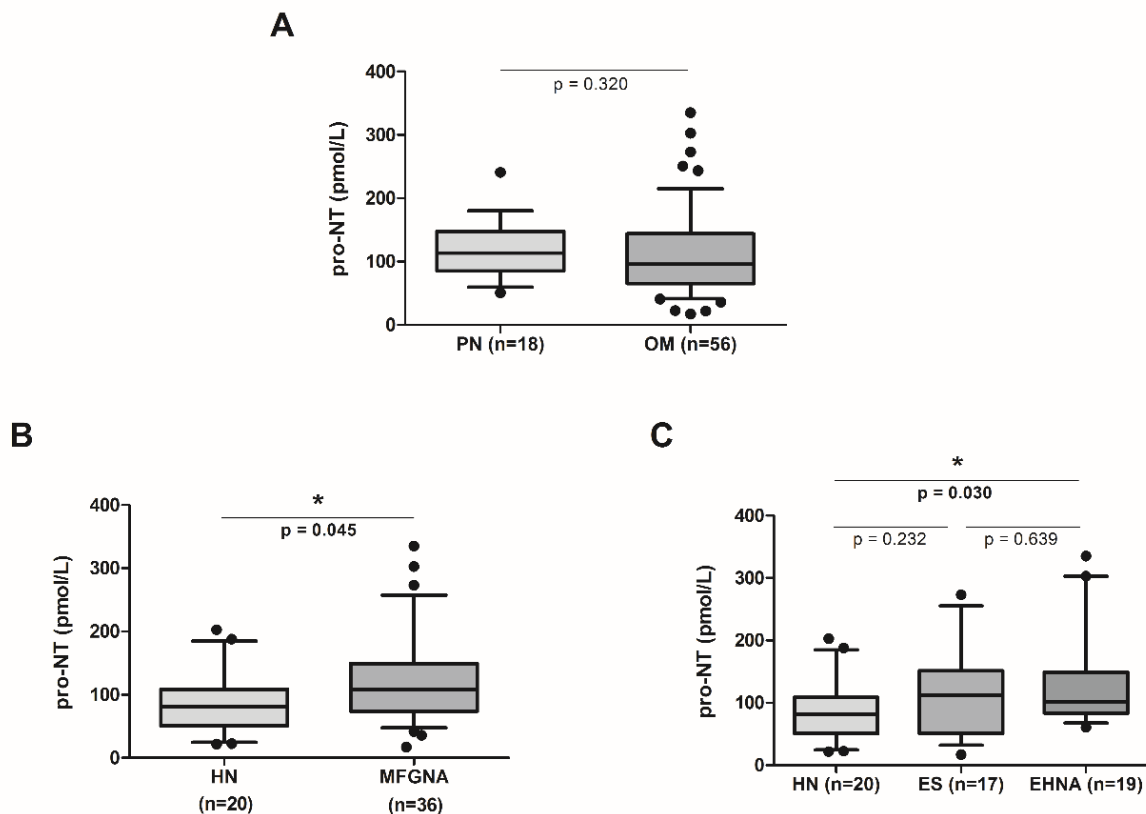 A
400
300
200
100
0
pro-NT (pmol/L)
p = 0.320
PN (n=18)
OM (n=56)
B
400
300
200
100
0
pro-NT (pmol/L)
*
p = 0.045
HN
(n=20)
MFGNA
(n=36)
C
400
300
200
100
0
pro-NT (pmol/L)
*
p = 0.030
p = 0.232
p = 0.639
HN (n=20)
ES (n=17)
EHNA (n=19)